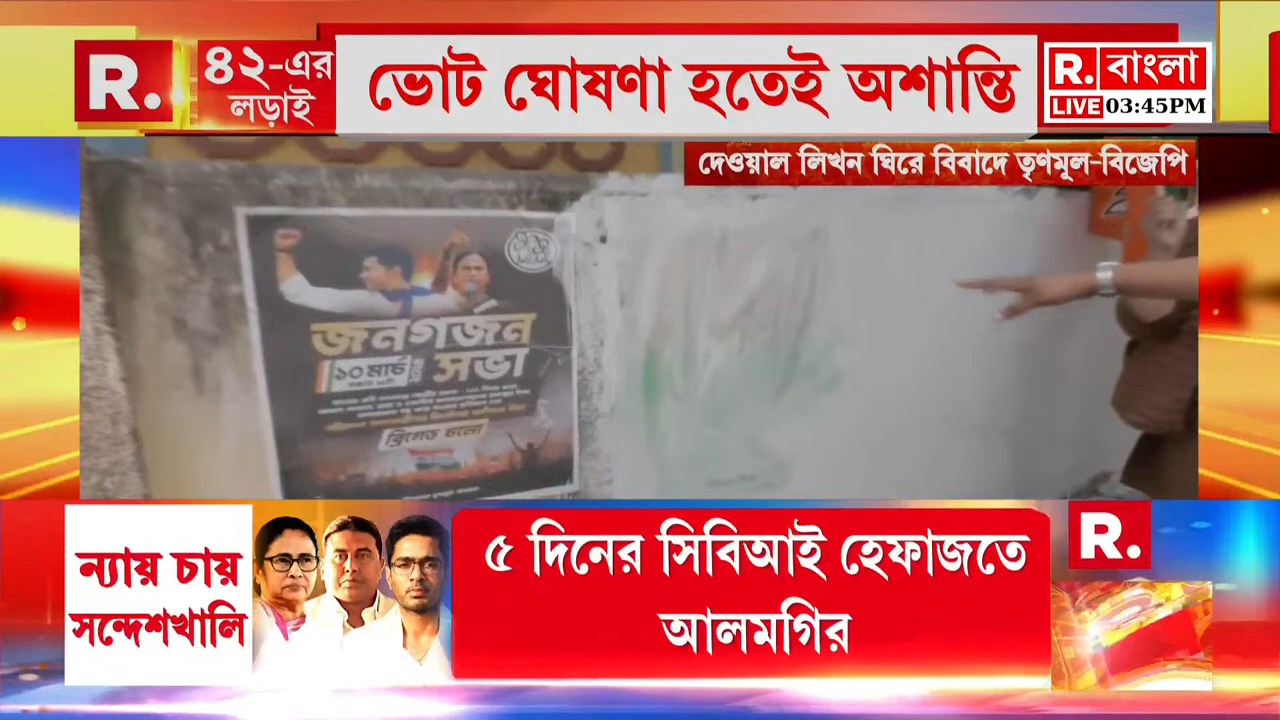 R.
৪২-এর
লড়াই
ভোট ঘোষণা হতেই অশান্তি
R. বাংলা
LIVE 03:45PM
দেওয়াল লিখন ঘিরে বিবাদে তৃণমূল-বিজেপি
জনগর্জন
সভা
১০ মার্চ
ব্রিগেড চলো
ন্যায় চায়
সন্দেশখালি
৫ দিনের সিবিআই হেফাজতে
আলমগির
R.